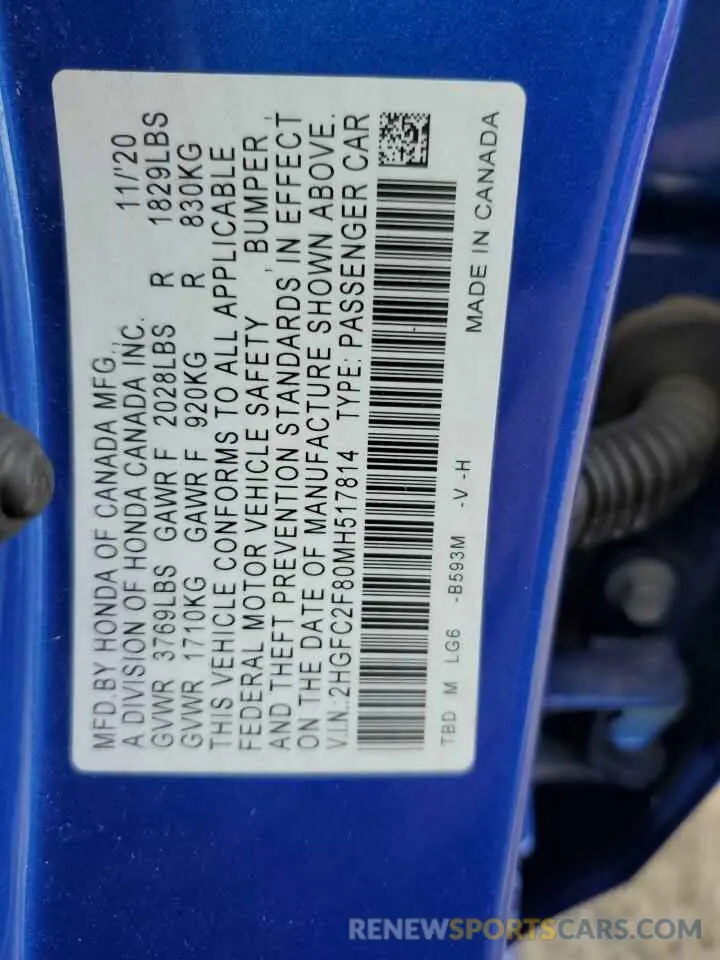 MFD.BY HONDA OF CANADA MFG., 11/'20
A DIVISION OF HONDA CANADA INC.
GVWR 3769LBS GAWR F 2028LBS R 1829LBS
GVWR 1710KG GAWR F 920KG R 830KG
THIS VEHICLE CONFORMS TO ALL APPLICABLE
FEDERAL MOTOR VEHICLE SAFETY, BUMPER,
AND THEFT PREVENTION STANDARDS IN EFFECT
ON THE DATE OF MANUFACTURE SHOWN ABOVE.
V.I.N.:2HGFC2F80MH517814 TYPE: PASSENGER CAR
TBD M LG6 -B593M -V -H
MADE IN CANADA
RENEWSPORTSCARS.COM